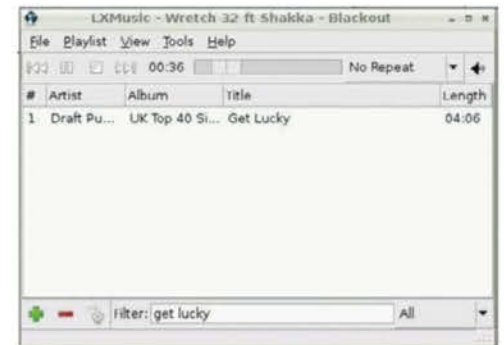 LXMusic - Wretch 32 ft Shakka - Blackout
File Playlist View Tools Help
00:36 No Repeat
# Artist Album Title Length
1 Draft Pu... UK Top 40 Si... Get Lucky 04:06
Filter: get lucky All